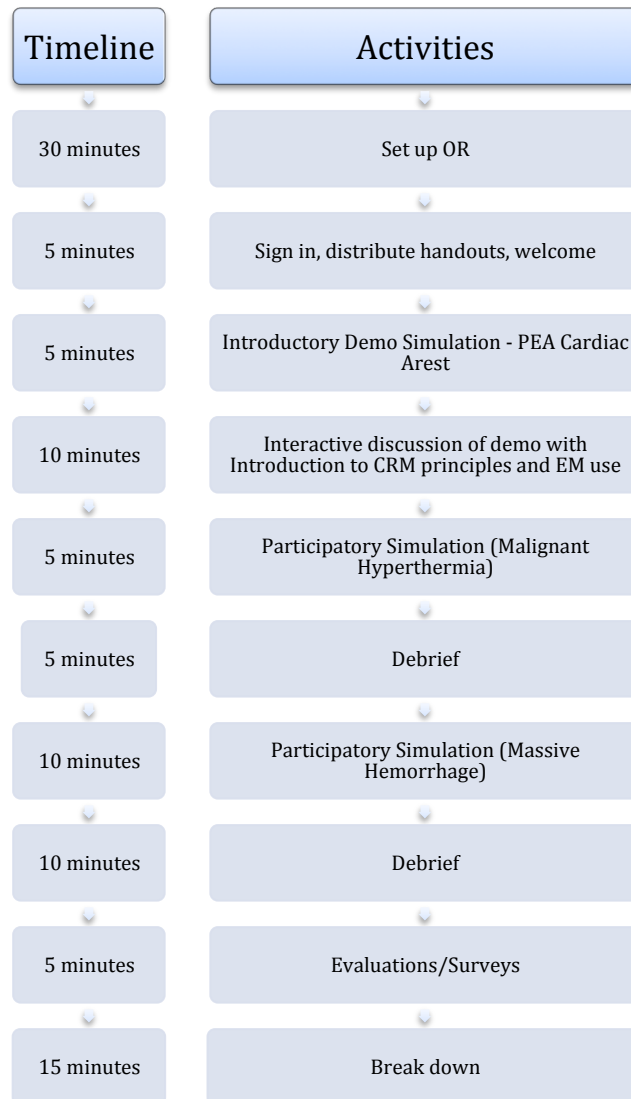 Timeline
Activities
30 minutes
Set up OR
5 minutes
Sign in, distribute handouts, welcome
5 minutes
Introductory Demo Simulation - PEA Cardiac
Arest
10 minutes
Interactive discussion of demo with
Introduction to CRM principles and EM use
5 minutes
Participatory Simulation (Malignant
Hyperthermia)
5 minutes
Debrief
10 minutes
Participatory Simulation (Massive
Hemorrhage)
10 minutes
Debrief
5 minutes
Evaluations/Surveys
15 minutes
Break down